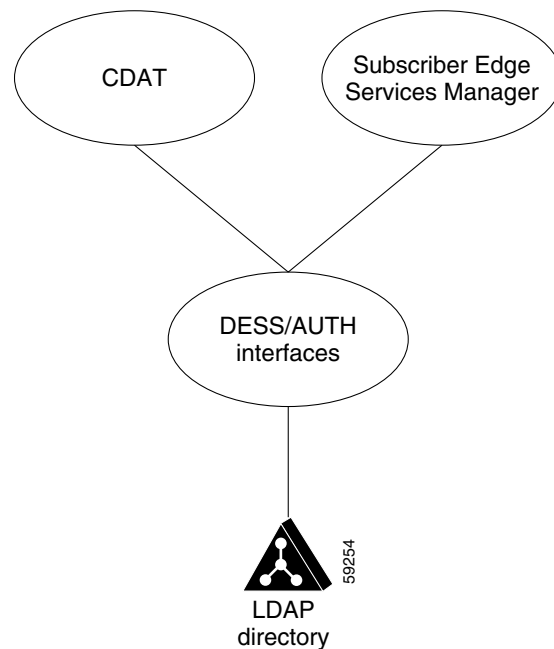 CDAT
Subscriber Edge
Services Manager
DESS/AUTH
interfaces
59254
LDAP
directory